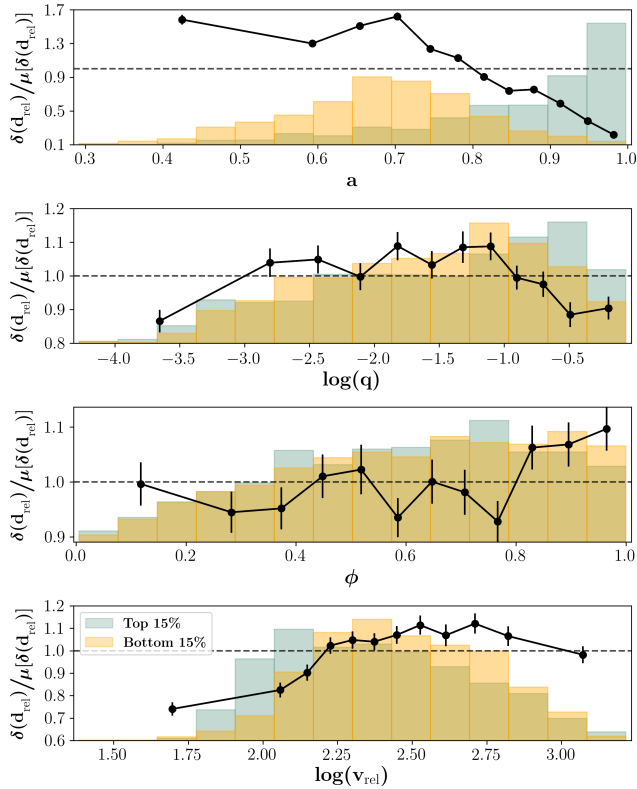 δ(d_rel)/μ[δ(d_rel)]
1.7
1.3
0.9
0.5
0.1
0.3 0.4 0.5 0.6 0.7 0.8 0.9 1.0
a
δ(d_rel)/μ[δ(d_rel)]
1.2
1.1
1.0
0.9
0.8
−4.0 −3.5 −3.0 −2.5 −2.0 −1.5 −1.0 −0.5
log(q)
δ(d_rel)/μ[δ(d_rel)]
1.1
1.0
0.9
0.0 0.2 0.4 0.6 0.8 1.0
ϕ
δ(d_rel)/μ[δ(d_rel)]
1.2
1.1
1.0
0.9
0.8
0.7
0.6
Top 15%
Bottom 15%
1.50 1.75 2.00 2.25 2.50 2.75 3.00
log(v_rel)